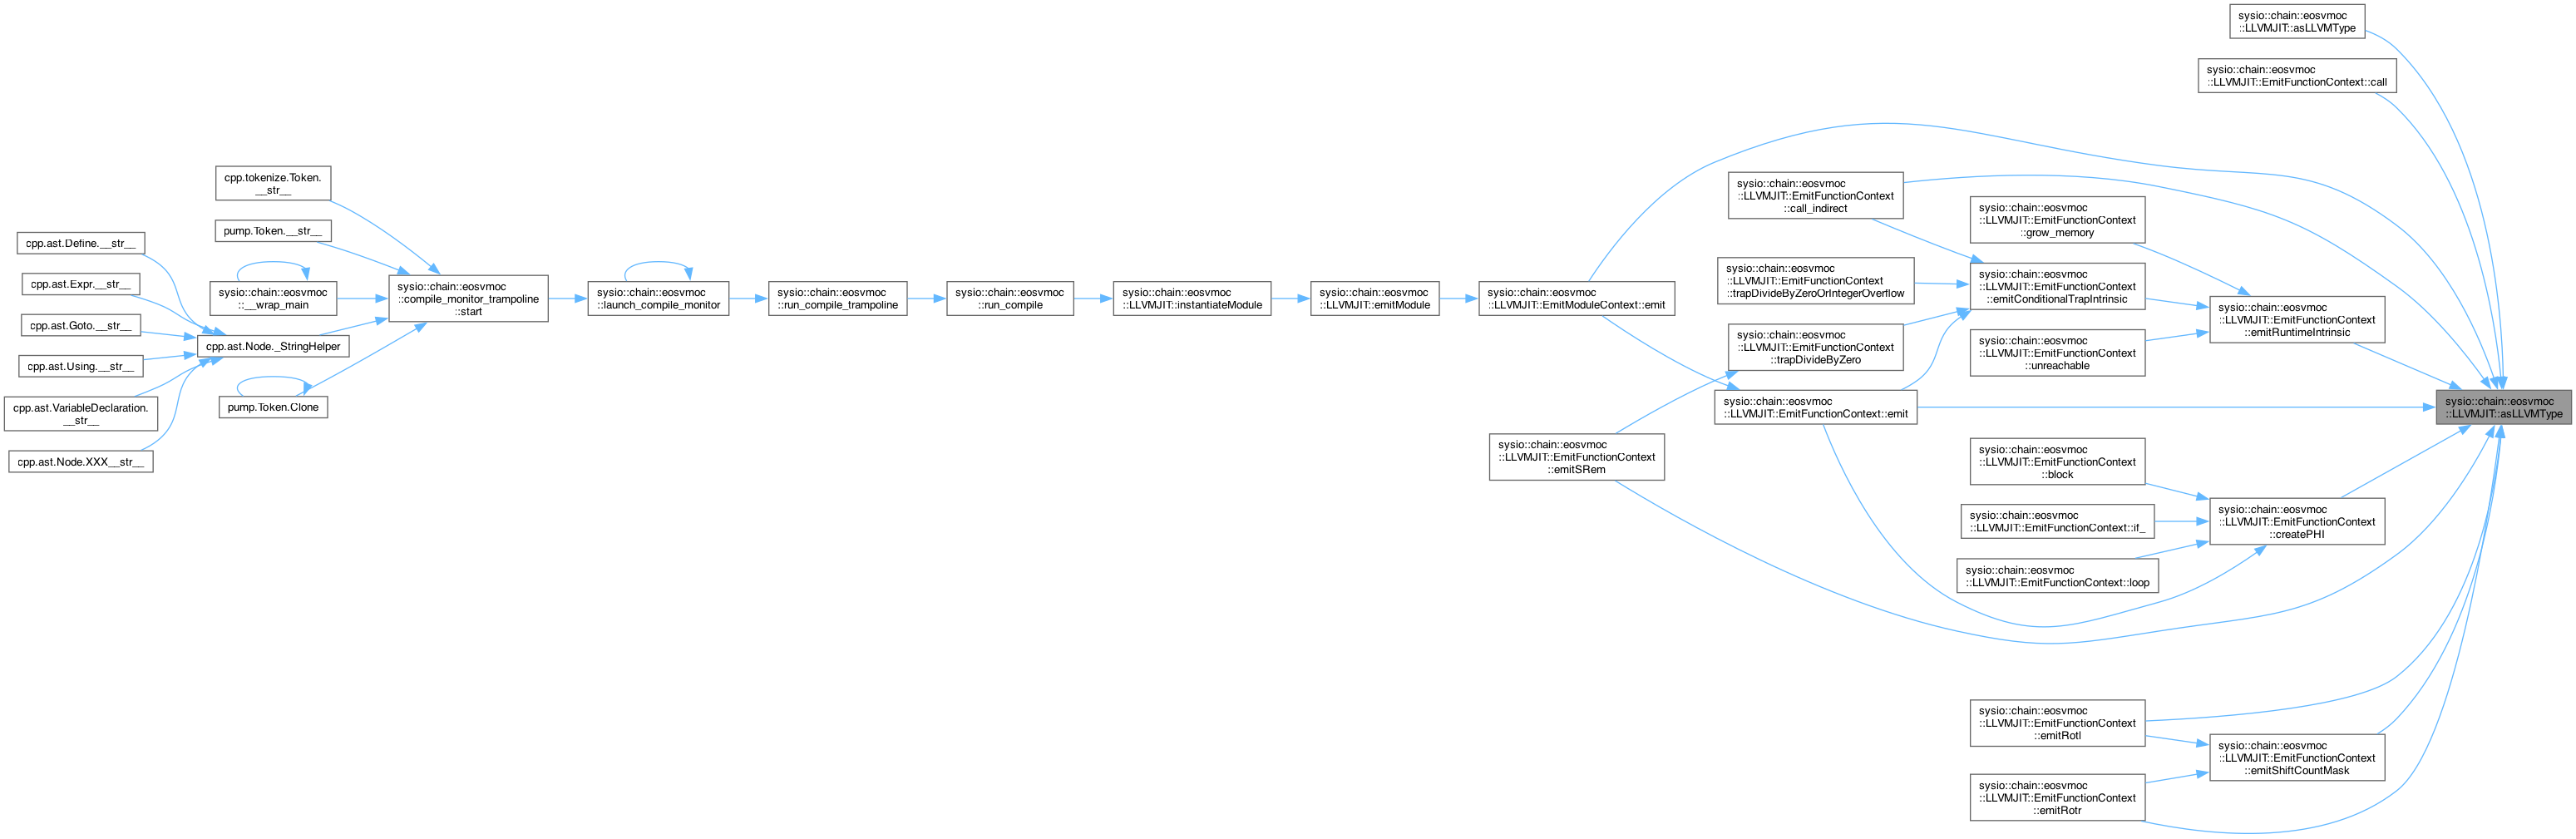 cpp.ast.Define.__str__
cpp.ast.Expr.__str__
cpp.ast.Goto.__str__
cpp.ast.Using.__str__
cpp.ast.VariableDeclaration.
__str__
cpp.ast.Node.XXX__str__
cpp.tokenize.Token.
__str__
pump.Token.__str__
sysio::chain::eosvmoc
::__wrap_main
cpp.ast.Node._StringHelper
pump.Token.Clone
sysio::chain::eosvmoc
::compile_monitor_trampoline
::start
sysio::chain::eosvmoc
::launch_compile_monitor
sysio::chain::eosvmoc
::run_compile_trampoline
sysio::chain::eosvmoc
::run_compile
sysio::chain::eosvmoc
::LLVMJIT::instantiateModule
sysio::chain::eosvmoc
::LLVMJIT::emitModule
sysio::chain::eosvmoc
::LLVMJIT::EmitModuleContext::emit
sysio::chain::eosvmoc
::LLVMJIT::EmitFunctionContext
::emitSRem
sysio::chain::eosvmoc
::LLVMJIT::EmitFunctionContext
::call_indirect
sysio::chain::eosvmoc
::LLVMJIT::EmitFunctionContext
::trapDivideByZeroOrIntegerOverflow
sysio::chain::eosvmoc
::LLVMJIT::EmitFunctionContext
::trapDivideByZero
sysio::chain::eosvmoc
::LLVMJIT::EmitFunctionContext::emit
sysio::chain::eosvmoc
::LLVMJIT::EmitFunctionContext
::grow_memory
sysio::chain::eosvmoc
::LLVMJIT::EmitFunctionContext
::emitConditionalTrapIntrinsic
sysio::chain::eosvmoc
::LLVMJIT::EmitFunctionContext
::unreachable
sysio::chain::eosvmoc
::LLVMJIT::EmitFunctionContext
::block
sysio::chain::eosvmoc
::LLVMJIT::EmitFunctionContext::if_
sysio::chain::eosvmoc
::LLVMJIT::EmitFunctionContext::loop
sysio::chain::eosvmoc
::LLVMJIT::EmitFunctionContext
::emitRotl
sysio::chain::eosvmoc
::LLVMJIT::EmitFunctionContext
::emitRotr
sysio::chain::eosvmoc
::LLVMJIT::asLLVMType
sysio::chain::eosvmoc
::LLVMJIT::EmitFunctionContext::call
sysio::chain::eosvmoc
::LLVMJIT::EmitFunctionContext
::emitRuntimeIntrinsic
sysio::chain::eosvmoc
::LLVMJIT::EmitFunctionContext
::createPHI
sysio::chain::eosvmoc
::LLVMJIT::EmitFunctionContext
::emitShiftCountMask
sysio::chain::eosvmoc
::LLVMJIT::asLLVMType